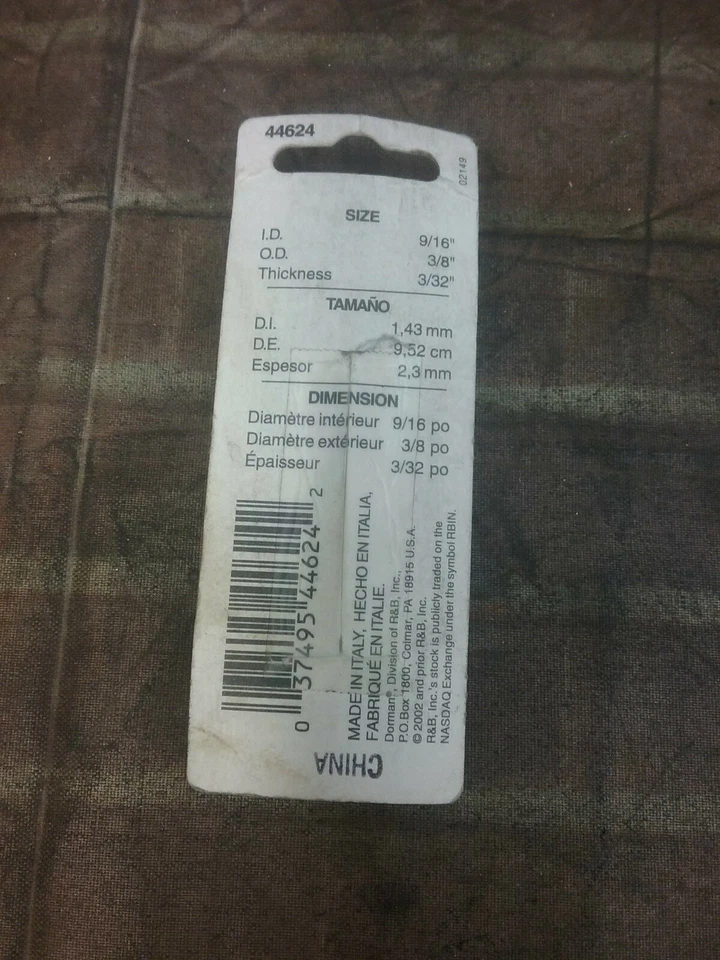 44624
02149
SIZE
I.D. 9/16"
O.D. 3/8"
Thickness 3/32"
TAMAÑO
D.I. 1,43 mm
D.E. 9,52 cm
Espesor 2,3 mm
DIMENSION
Diamètre intérieur 9/16 po
Diamètre extérieur 3/8 po
Épaisseur 3/32 po
0 37495 44624 2
MADE IN ITALY, HECHO EN ITALIA,
FABRIQUÉ EN ITALIE.
Dorman®, Division of R&B, Inc.,
P.O.Box 1800, Colmar, PA 18915 U.S.A.
© 2002 and prior R&B, Inc.
R&B, Inc.'s stock is publicly traded on the
NASDAQ Exchange under the symbol RBIN.
CHINA